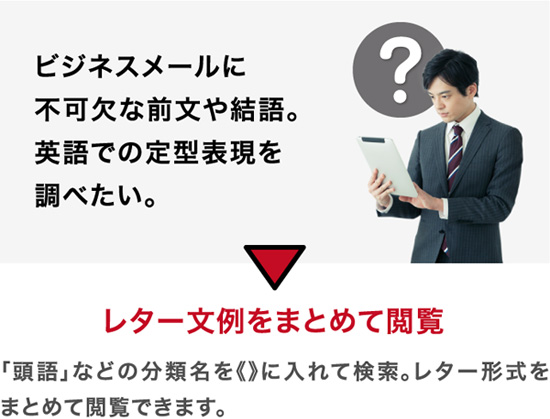 ビジネスメールに
不可欠な前文や結語。
英語での定型表現を
調べたい。
?
レター文例をまとめて閲覧
「頭語」などの分類名を《》に入れて検索。レター形式を
まとめて閲覧できます。